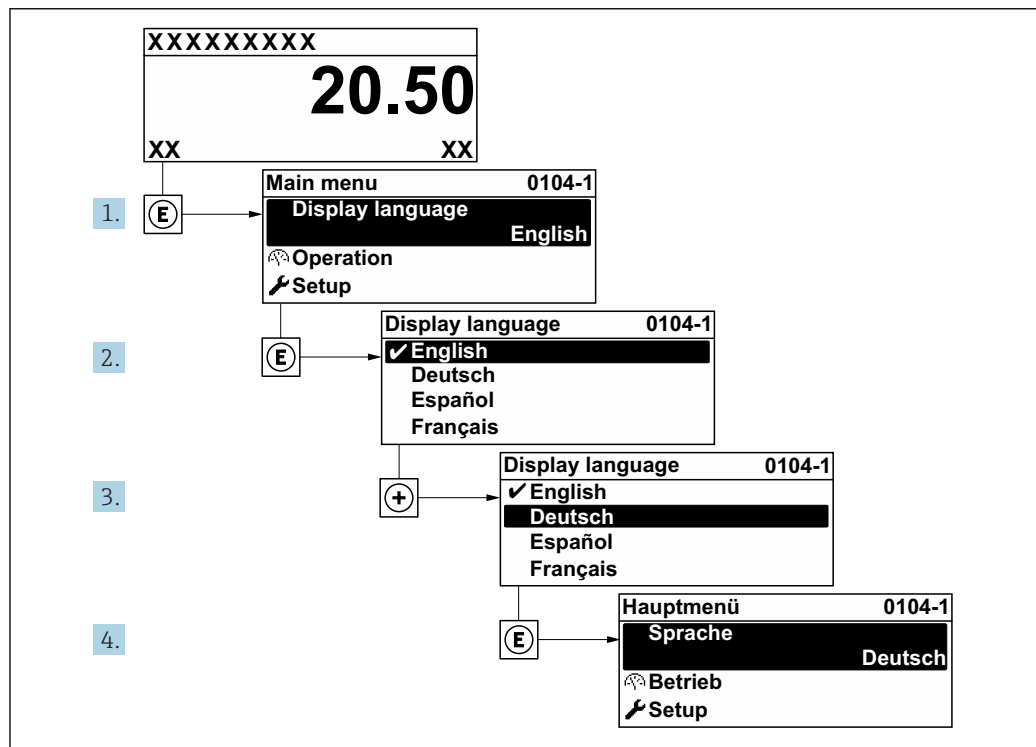 XXXXXXXXX
20.50
XX XX
1.
E
Main menu 0104-1
Display language
English
Operation
Setup
2.
E
Display language 0104-1
✔English
Deutsch
Español
Français
3.
+
Display language 0104-1
✔English
Deutsch
Español
Français
4.
E
Hauptmenü 0104-1
Sprache
Deutsch
Betrieb
Setup